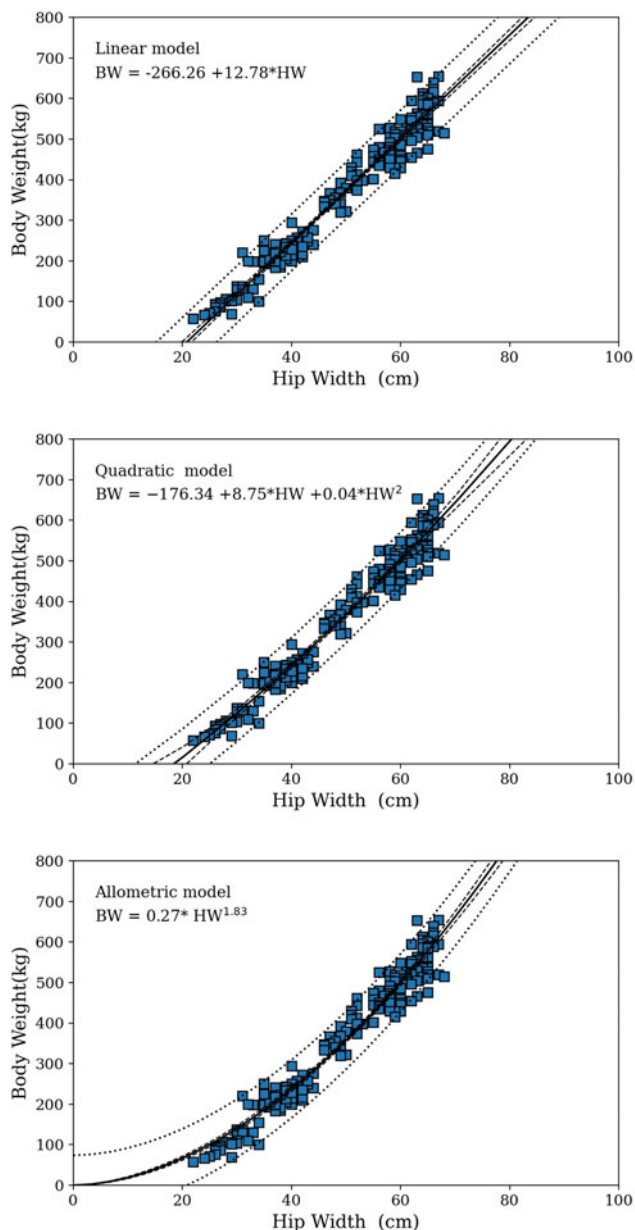 800
700
600
500
400
300
200
100
0
Body Weight(kg)
Linear model
BW = -266.26 +12.78*HW
0 20 40 60 80 100
Hip Width (cm)
800
700
600
500
400
300
200
100
0
Body Weight(kg)
Quadratic model
BW = −176.34 +8.75*HW +0.04*HW²
0 20 40 60 80 100
Hip Width (cm)
800
700
600
500
400
300
200
100
0
Body Weight(kg)
Allometric model
BW = 0.27* HW¹·⁸³
0 20 40 60 80 100
Hip Width (cm)